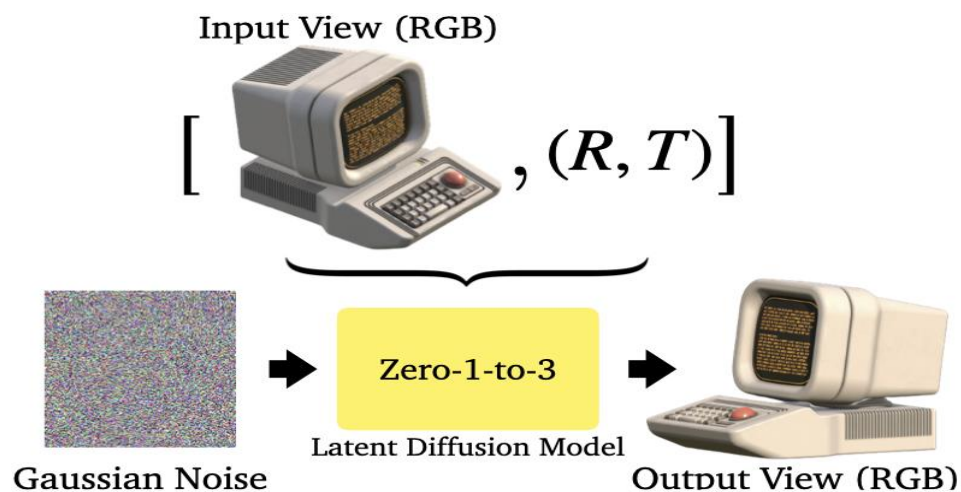 Input View (RGB)
[ , (R, T)]
Zero-1-to-3
Latent Diffusion Model
Gaussian Noise
Output View (RGB)